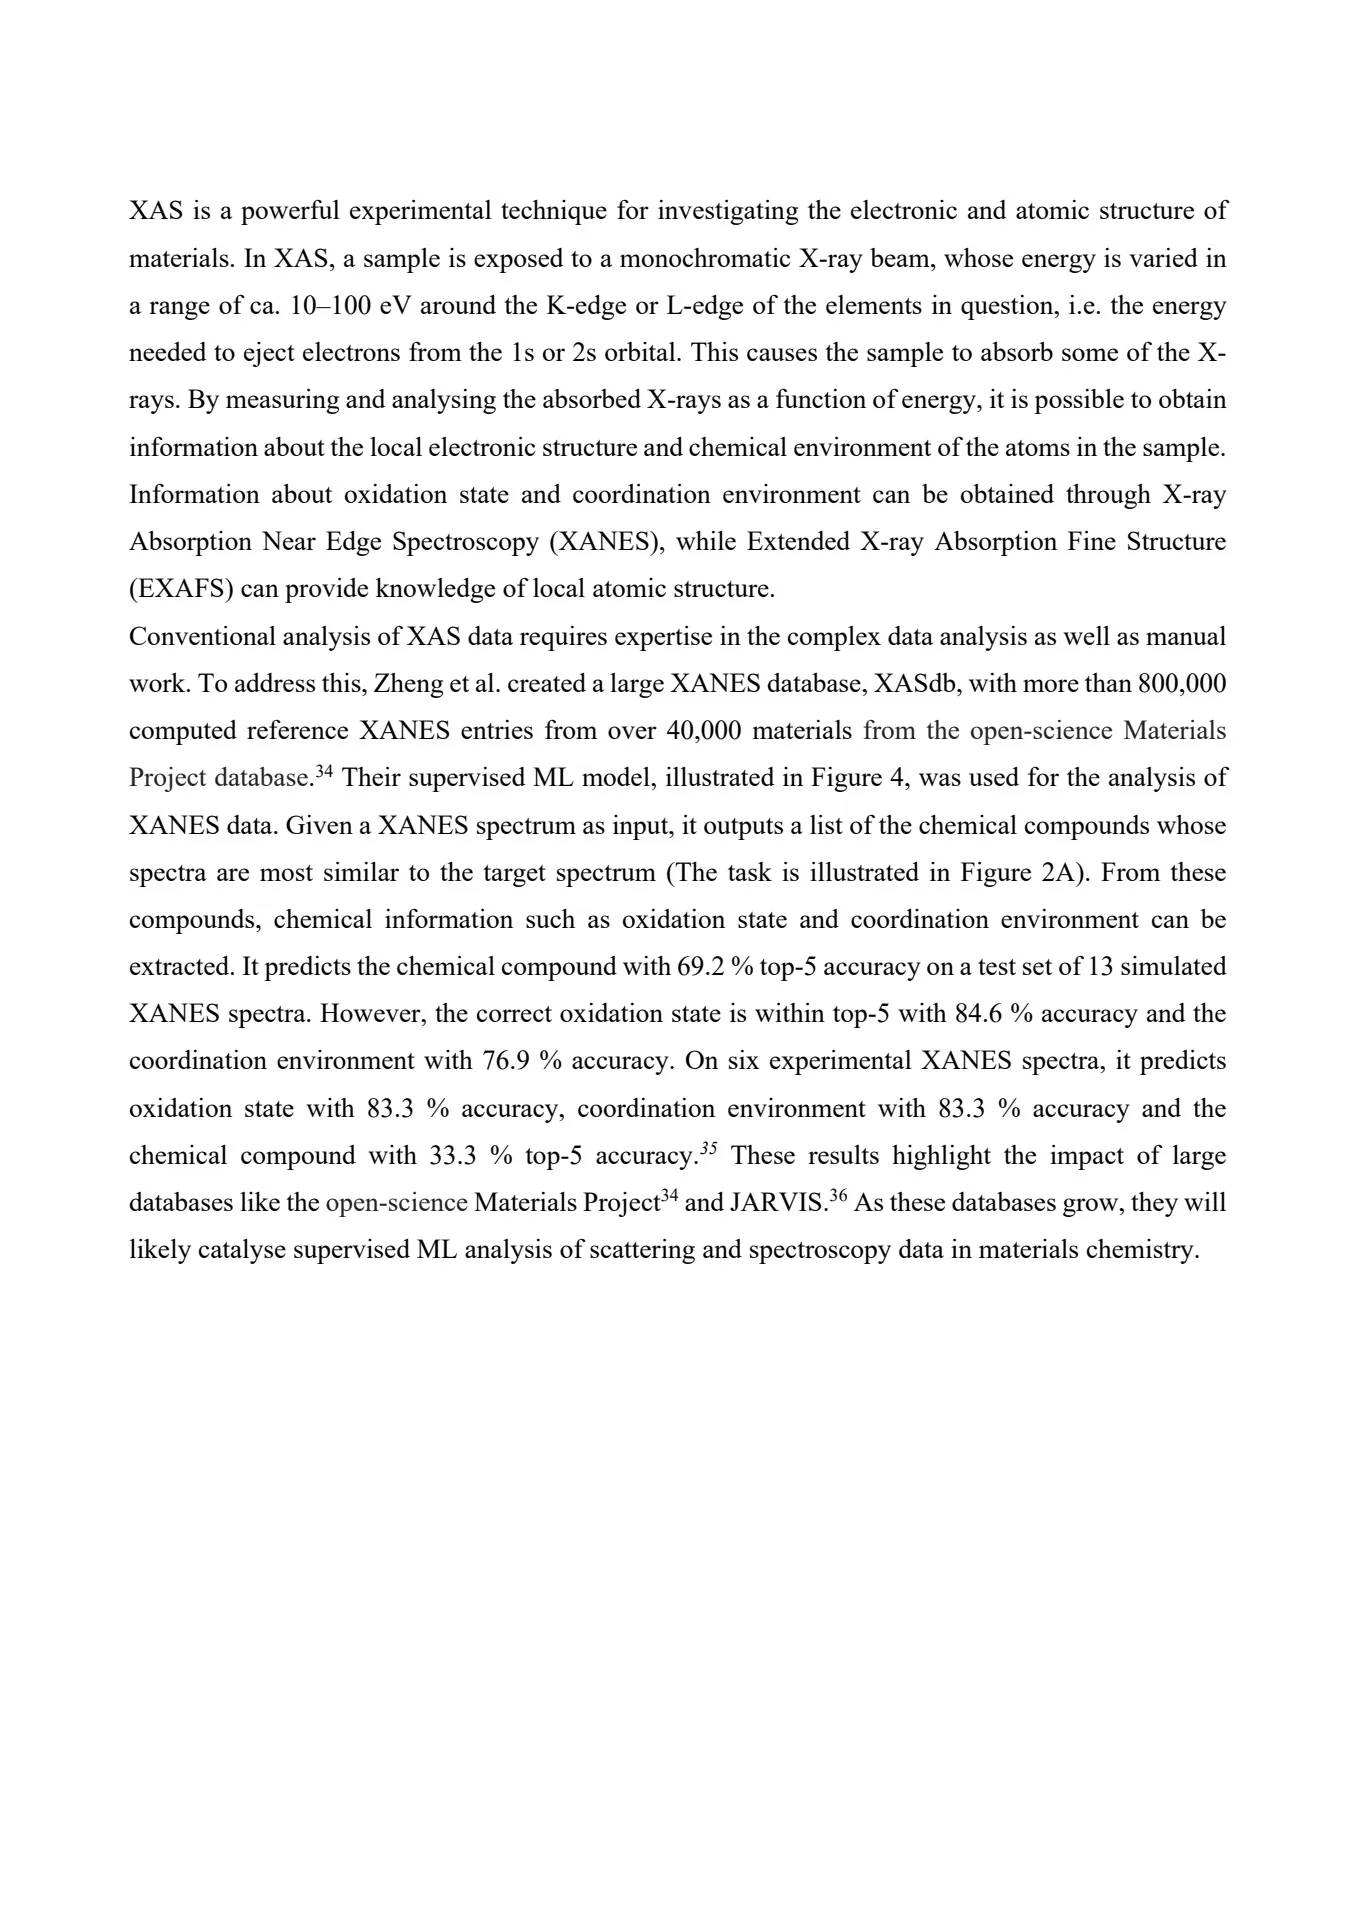 XAS is a powerful experimental technique for investigating the electronic and atomic structure of
materials. In XAS, a sample is exposed to a monochromatic X-ray beam, whose energy is varied in
a range of ca. 10–100 eV around the K-edge or L-edge of the elements in question, i.e. the energy
needed to eject electrons from the 1s or 2s orbital. This causes the sample to absorb some of the X-
rays. By measuring and analysing the absorbed X-rays as a function of energy, it is possible to obtain
information about the local electronic structure and chemical environment of the atoms in the sample.
Information about oxidation state and coordination environment can be obtained through X-ray
Absorption Near Edge Spectroscopy (XANES), while Extended X-ray Absorption Fine Structure
(EXAFS) can provide knowledge of local atomic structure.
Conventional analysis of XAS data requires expertise in the complex data analysis as well as manual
work. To address this, Zheng et al. created a large XANES database, XASdb, with more than 800,000
computed reference XANES entries from over 40,000 materials from the open-science Materials
Project database.34 Their supervised ML model, illustrated in Figure 4, was used for the analysis of
XANES data. Given a XANES spectrum as input, it outputs a list of the chemical compounds whose
spectra are most similar to the target spectrum (The task is illustrated in Figure 2A). From these
compounds, chemical information such as oxidation state and coordination environment can be
extracted. It predicts the chemical compound with 69.2 % top-5 accuracy on a test set of 13 simulated
XANES spectra. However, the correct oxidation state is within top-5 with 84.6 % accuracy and the
coordination environment with 76.9 % accuracy. On six experimental XANES spectra, it predicts
oxidation state with 83.3 % accuracy, coordination environment with 83.3 % accuracy and the
chemical compound with 33.3 % top-5 accuracy.35 These results highlight the impact of large
databases like the open-science Materials Project34 and JARVIS.36 As these databases grow, they will
likely catalyse supervised ML analysis of scattering and spectroscopy data in materials chemistry.